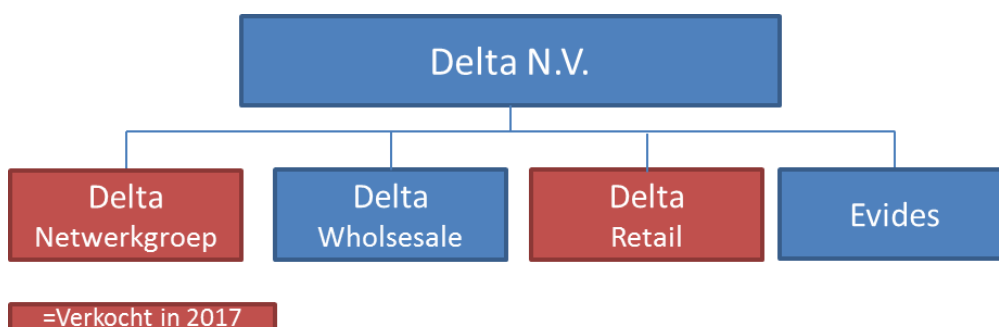 Delta N.V.
Delta
Netwerkgroep
Delta
Wholsesale
Delta
Retail
Evides
=Verkocht in 2017